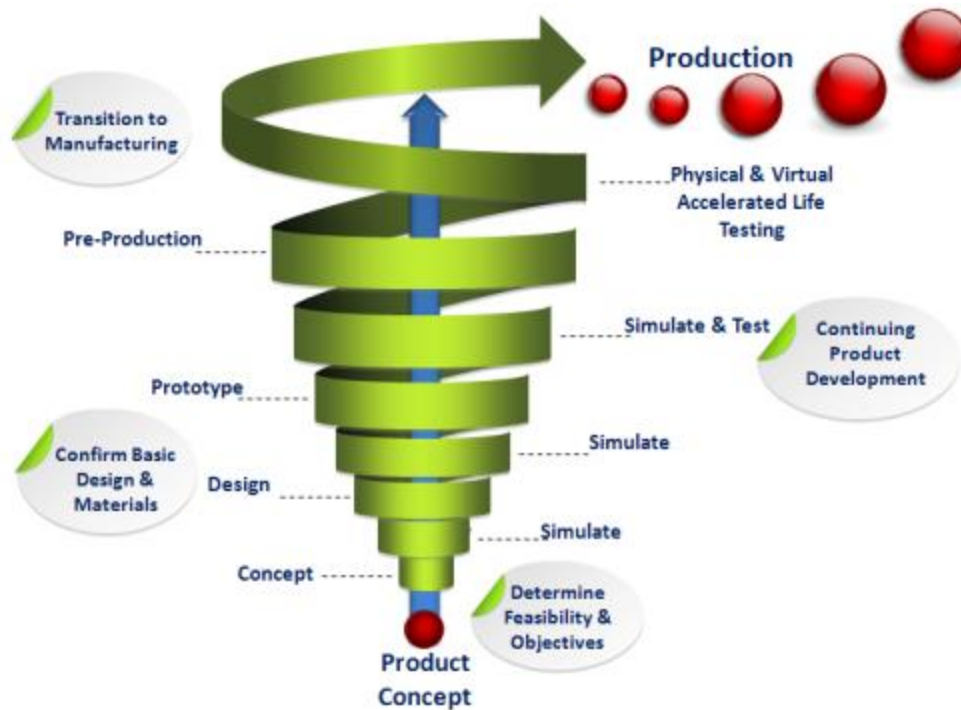 Production
Transition to
Manufacturing
Physical & Virtual
Accelerated Life
Testing
Pre-Production
Simulate & Test
Continuing
Product
Development
Prototype
Confirm Basic
Design &
Materials
Simulate
Design
Simulate
Concept
Determine
Feasibility &
Objectives
Product
Concept